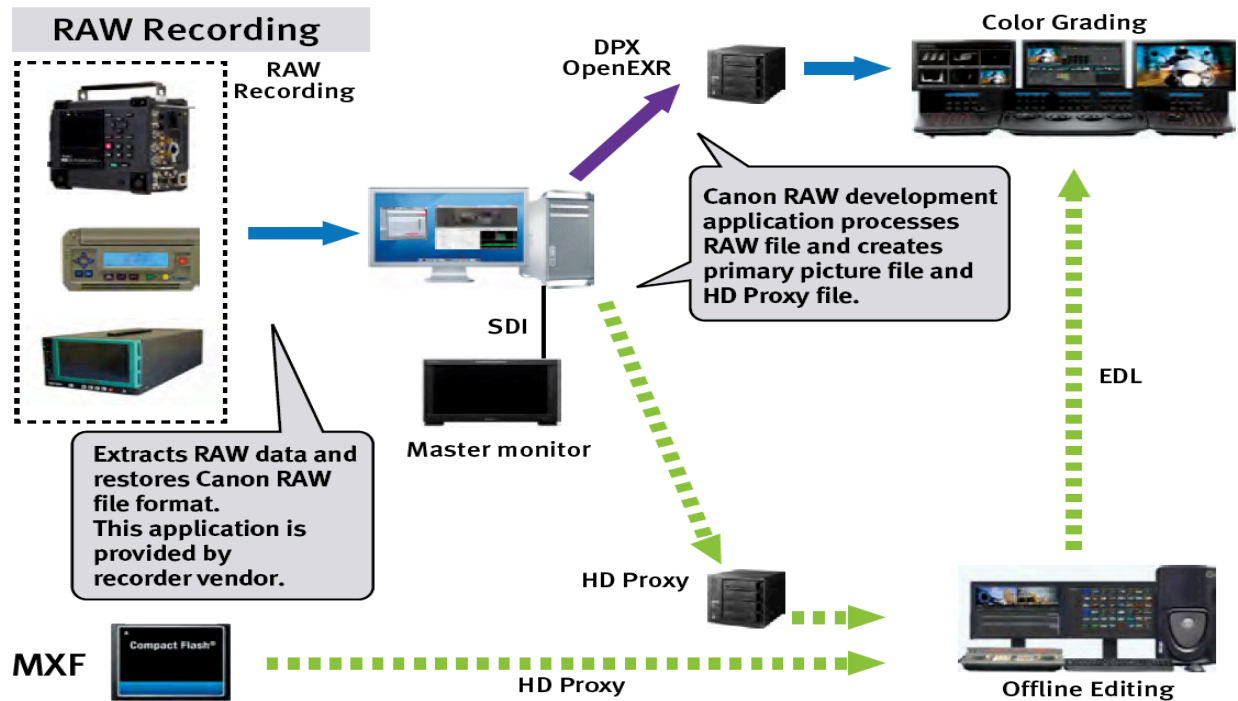 RAW Recording
RAW
Recording
DPX
OpenEXR
Color Grading
Canon RAW development
application processes
RAW file and creates
primary picture file and
HD Proxy file.
SDI
EDL
Master monitor
Extracts RAW data and
restores Canon RAW
file format.
This application is
provided by
recorder vendor.
HD Proxy
MXF
Compact Flash®
HD Proxy
Offline Editing